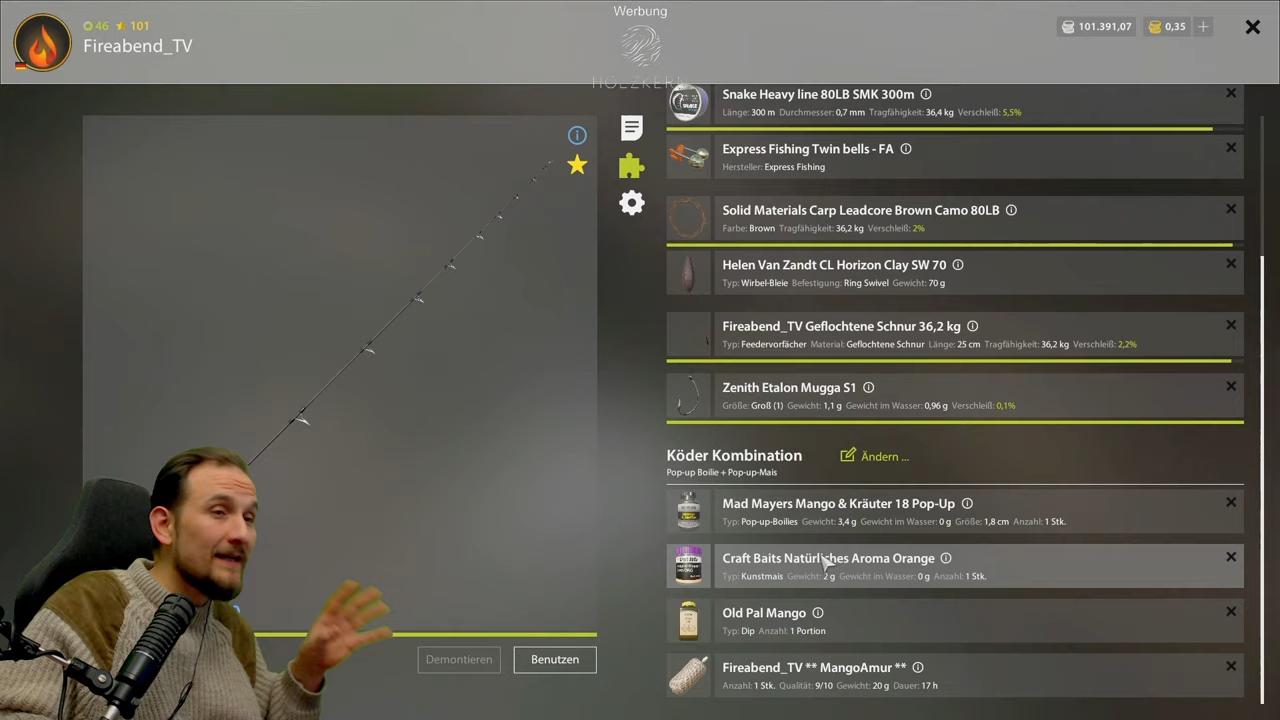 Werbung
HOLZKERN
46 101
Fireabend_TV
101.391,07
0,35
Snake Heavy line 80LB SMK 300m
Länge: 300 m Durchmesser: 0,7 mm Tragfähigkeit: 36,4 kg Verschleiß: 5,5%
Express Fishing Twin bells - FA
Hersteller: Express Fishing
Solid Materials Carp Leadcore Brown Camo 80LB
Farbe: Brown Tragfähigkeit: 36,2 kg Verschleiß: 2%
Helen Van Zandt CL Horizon Clay SW 70
Typ: Wirbel-Bleie Befestigung: Ring Swivel Gewicht: 70 g
Fireabend_TV Geflochtene Schnur 36,2 kg
Typ: Feedervorfächer Material: Geflochtene Schnur Länge: 25 cm Tragfähigkeit: 36,2 kg Verschleiß: 2,2%
Zenith Etalon Mugga S1
Größe: Groß (1) Gewicht: 1,1 g Gewicht im Wasser: 0,96 g Verschleiß: 0,1%
Köder Kombination
Ändern ...
Pop-up Boilie + Pop-up-Mais
Mad Mayers Mango & Kräuter 18 Pop-Up
Typ: Pop-up-Boilies Gewicht: 3,4 g Gewicht im Wasser: 0 g Größe: 1,8 cm Anzahl: 1 Stk.
Craft Baits Natürliches Aroma Orange
Typ: Kunstmais Gewicht: 2 g Gewicht im Wasser: 0 g Anzahl: 1 Stk.
Old Pal Mango
Typ: Dip Anzahl: 1 Portion
Fireabend_TV ** MangoAmur **
Anzahl: 1 Stk. Qualität: 9/10 Gewicht: 20 g Dauer: 17 h
Demontieren
Benutzen